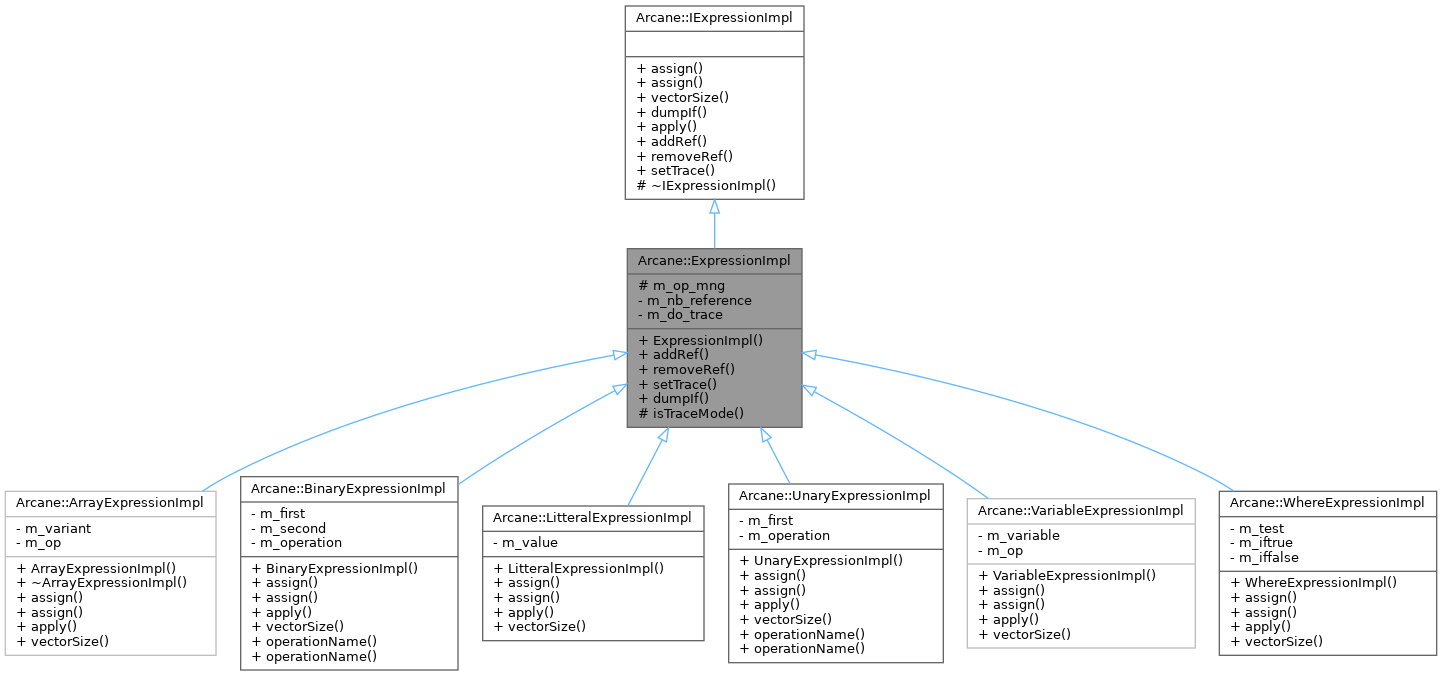 Arcane::IExpressionImpl
+ assign()
+ assign()
+ vectorSize()
+ dumpIf()
+ apply()
+ addRef()
+ removeRef()
+ setTrace()
# ~IExpressionImpl()
Arcane::ExpressionImpl
# m_op_mng
- m_nb_reference
- m_do_trace
+ ExpressionImpl()
+ addRef()
+ removeRef()
+ setTrace()
+ dumpIf()
# isTraceMode()
Arcane::ArrayExpressionImpl
- m_variant
- m_op
+ ArrayExpressionImpl()
+ ~ArrayExpressionImpl()
+ assign()
+ assign()
+ apply()
+ vectorSize()
Arcane::BinaryExpressionImpl
- m_first
- m_second
- m_operation
+ BinaryExpressionImpl()
+ assign()
+ assign()
+ apply()
+ vectorSize()
+ operationName()
+ operationName()
Arcane::LitteralExpressionImpl
- m_value
+ LitteralExpressionImpl()
+ assign()
+ assign()
+ apply()
+ vectorSize()
Arcane::UnaryExpressionImpl
- m_first
- m_operation
+ UnaryExpressionImpl()
+ assign()
+ assign()
+ apply()
+ vectorSize()
+ operationName()
+ operationName()
Arcane::VariableExpressionImpl
- m_variable
- m_op
+ VariableExpressionImpl()
+ assign()
+ assign()
+ apply()
+ vectorSize()
Arcane::WhereExpressionImpl
- m_test
- m_iftrue
- m_iffalse
+ WhereExpressionImpl()
+ assign()
+ assign()
+ apply()
+ vectorSize()